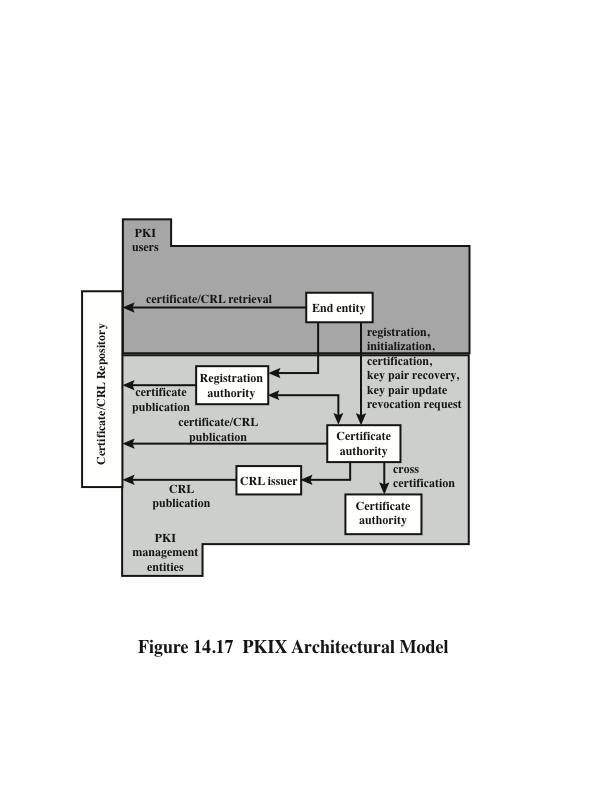 PKI
users
certificate/CRL retrieval
End entity
Certificate/CRL Repository
registration,
initialization,
certification,
key pair recovery,
key pair update
revocation request
Registration
authority
certificate
publication
certificate/CRL
publication
Certificate
authority
CRL issuer
CRL
publication
cross
certification
Certificate
authority
PKI
management
entities
Figure 14.17 PKIX Architectural Model